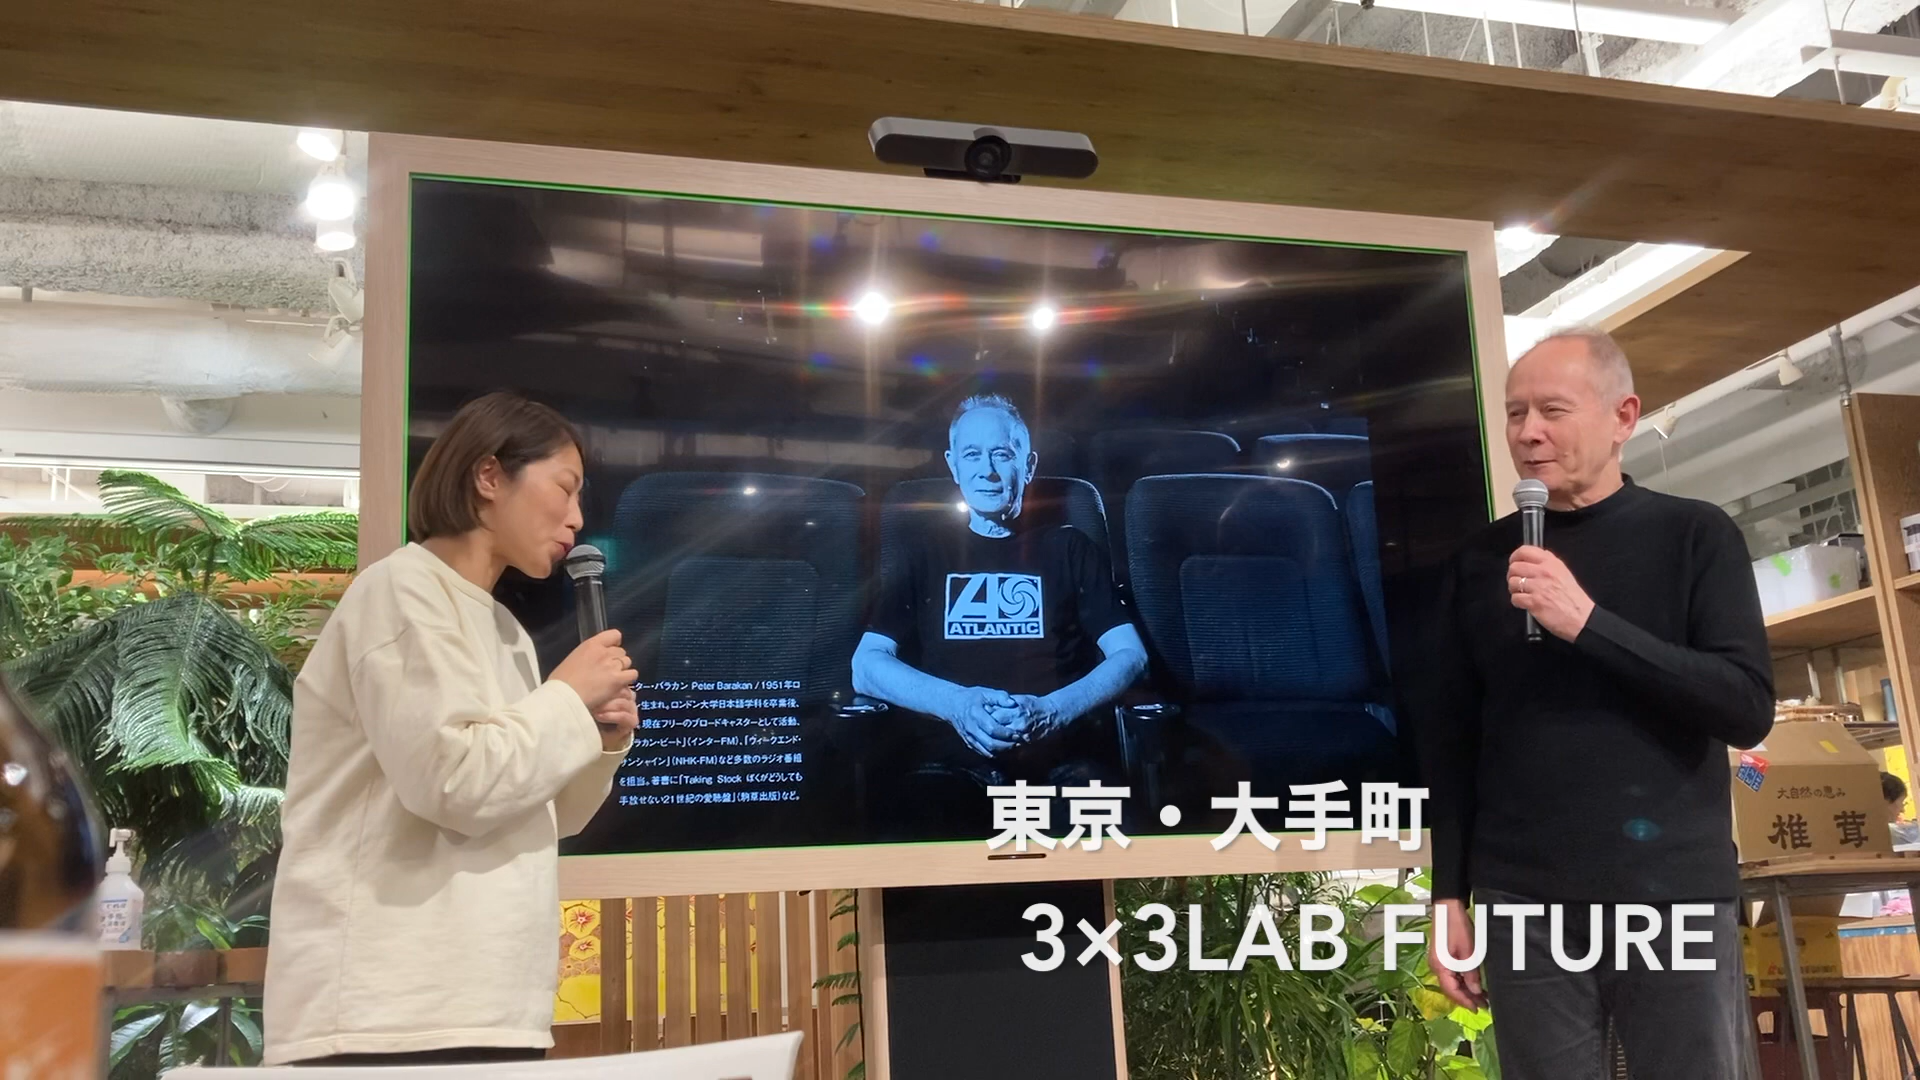 ATLANTIC
ーター・バラカン Peter Barakan / 1951年ロ
ン生まれ。ロンドン大学日本語学科を卒業後、
現在フリーのブロードキャスターとして活動、
ラカン・ビート」(インターFM)、「ウィークエンド・
サンシャイン」(NHK-FM)など多数のラジオ番組
を担当。著書に『Taking Stock ぼくがどうしても
手放せない21世紀の愛聴盤』(駒草出版)など。
東京・大手町
3×3LAB FUTURE
大自然の恵み
椎茸